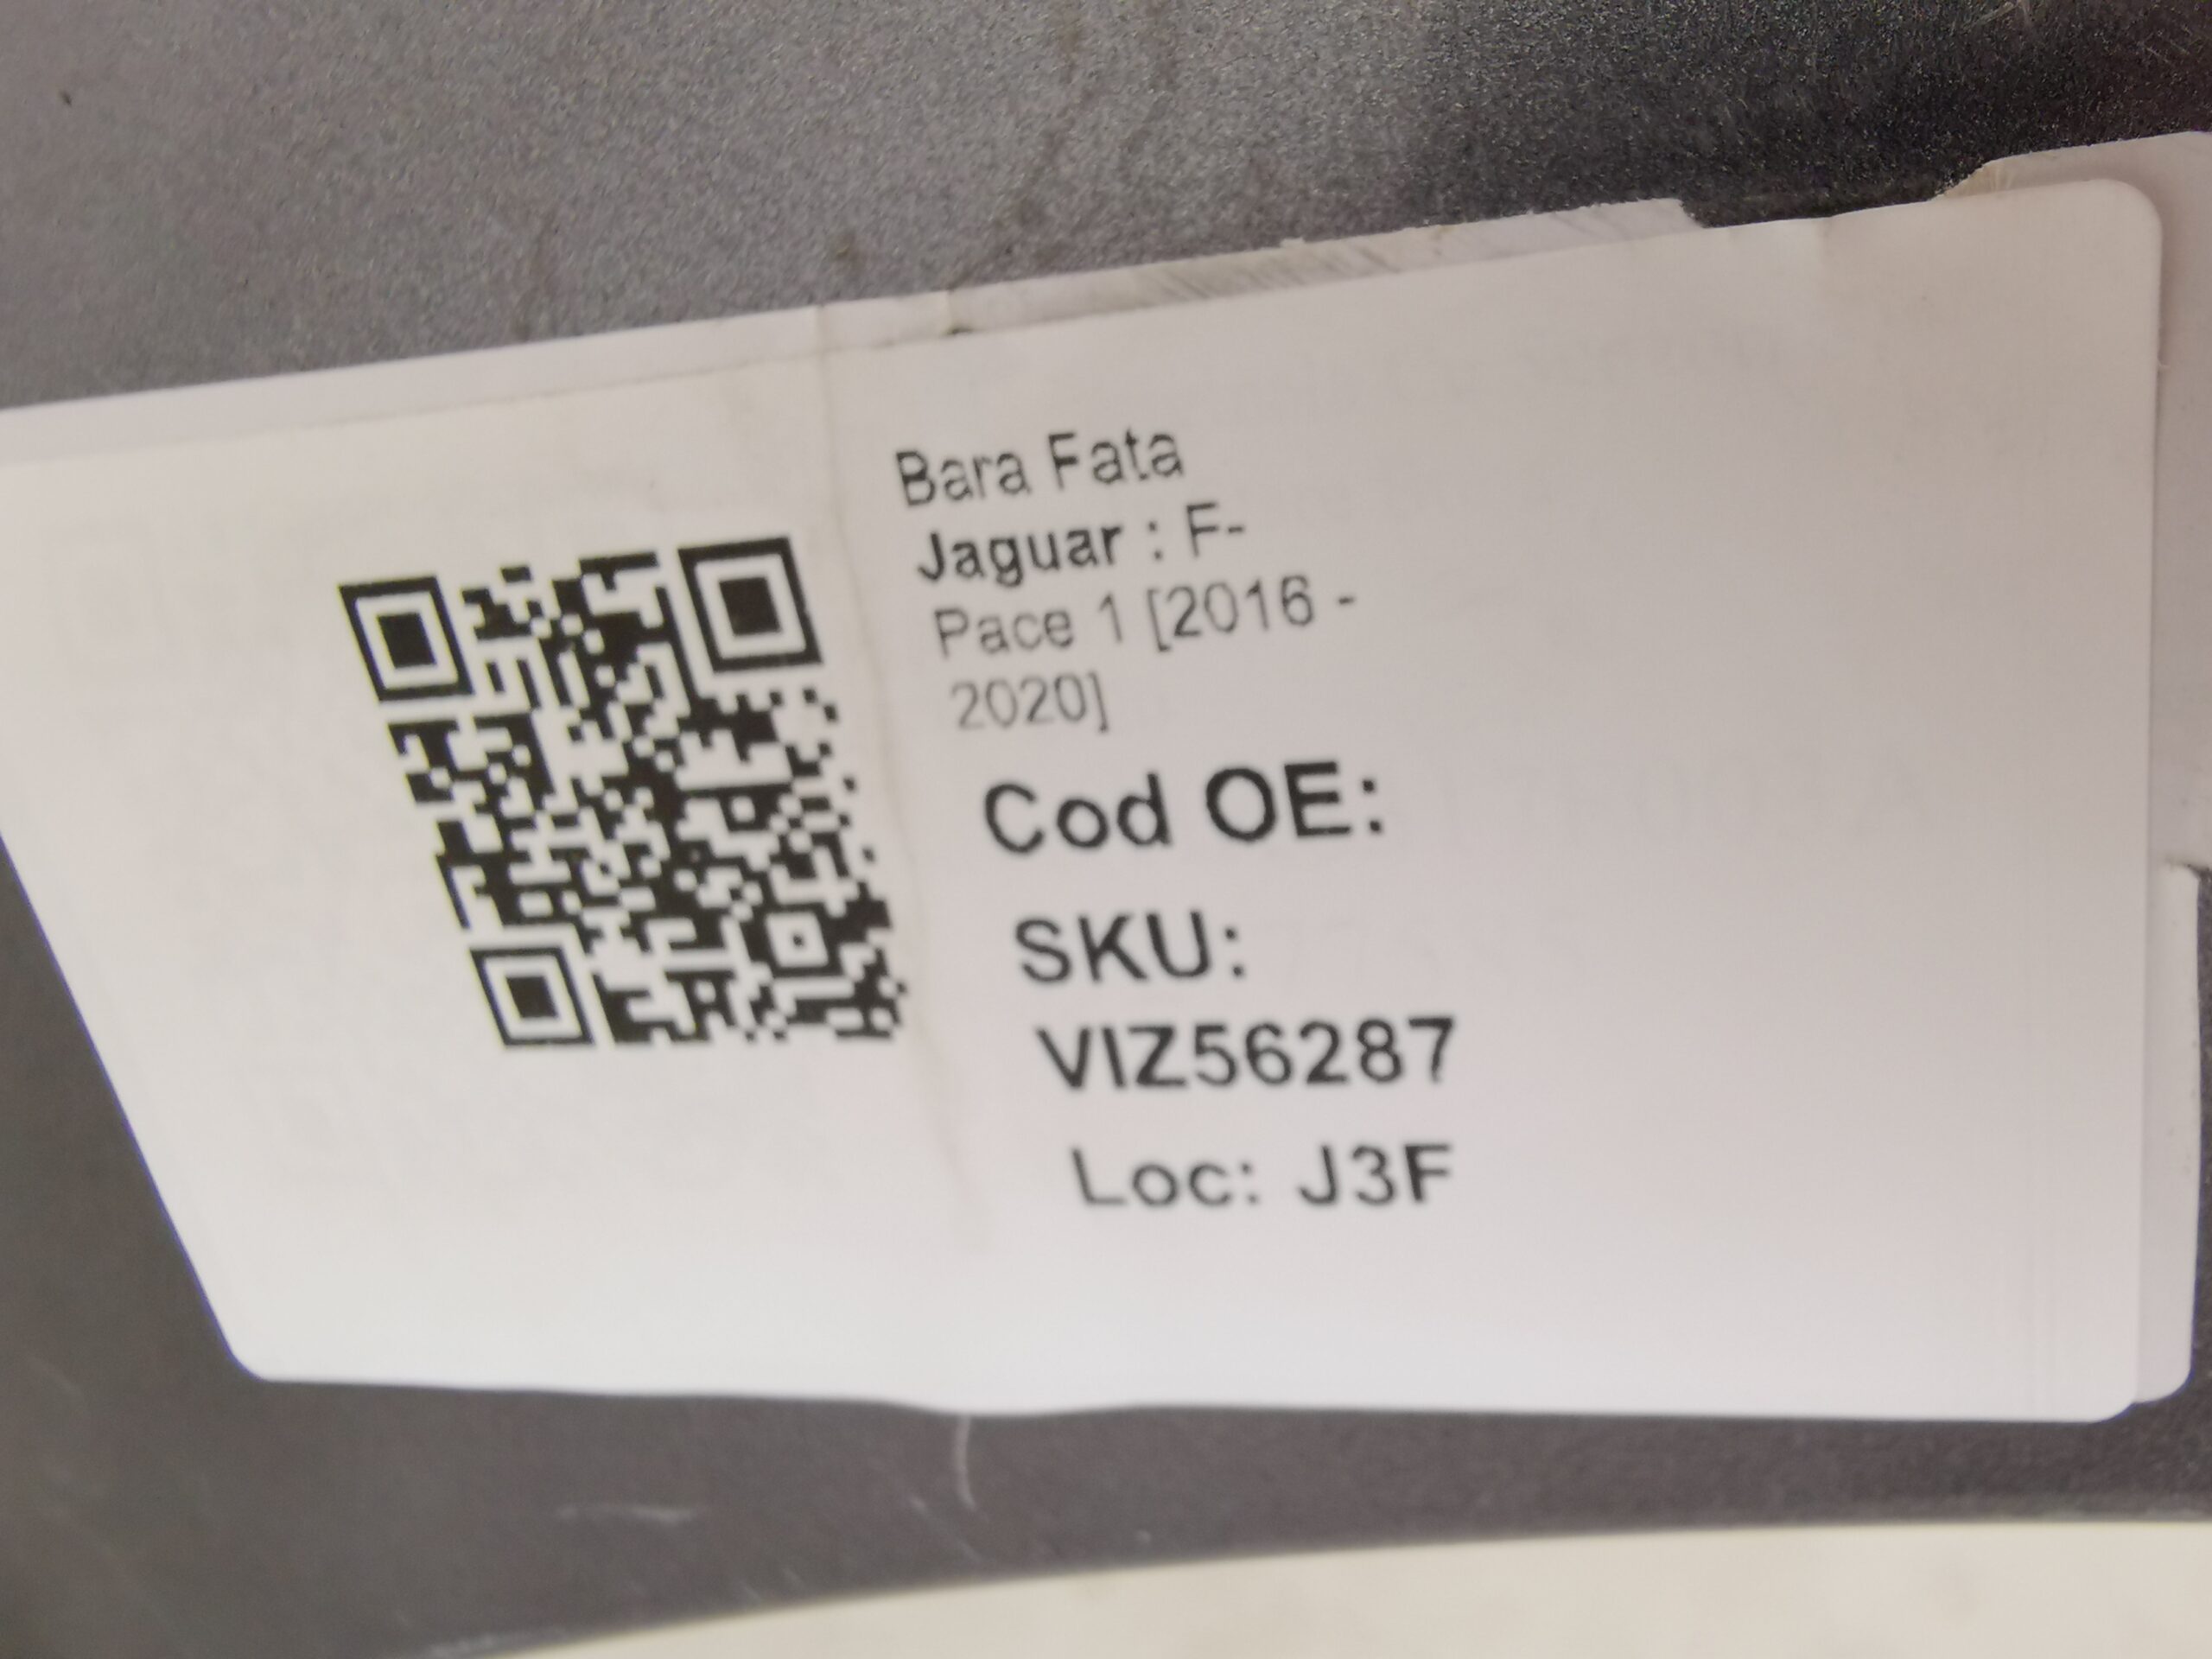 Bara Fata
Jaguar : F-
Pace 1 [2016 -
2020]
Cod OE:
SKU:
VIZ56287
Loc: J3F